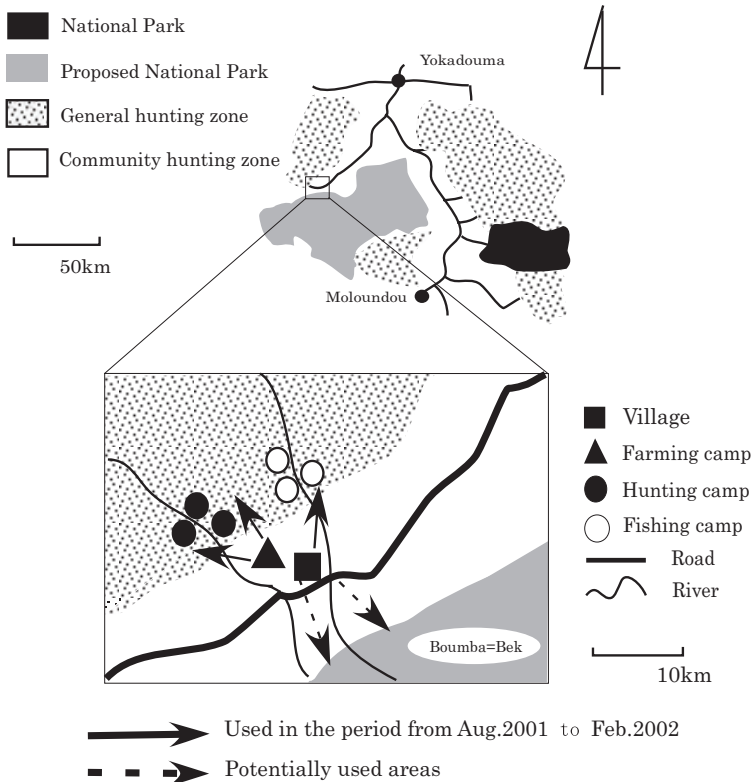 National Park
Proposed National Park
General hunting zone
Community hunting zone
50km
Yokadouma
Moloundou
Village
Farming camp
Hunting camp
Fishing camp
Road
River
Boumba=Bek
10km
Used in the period from Aug.2001 to Feb.2002
Potentially used areas